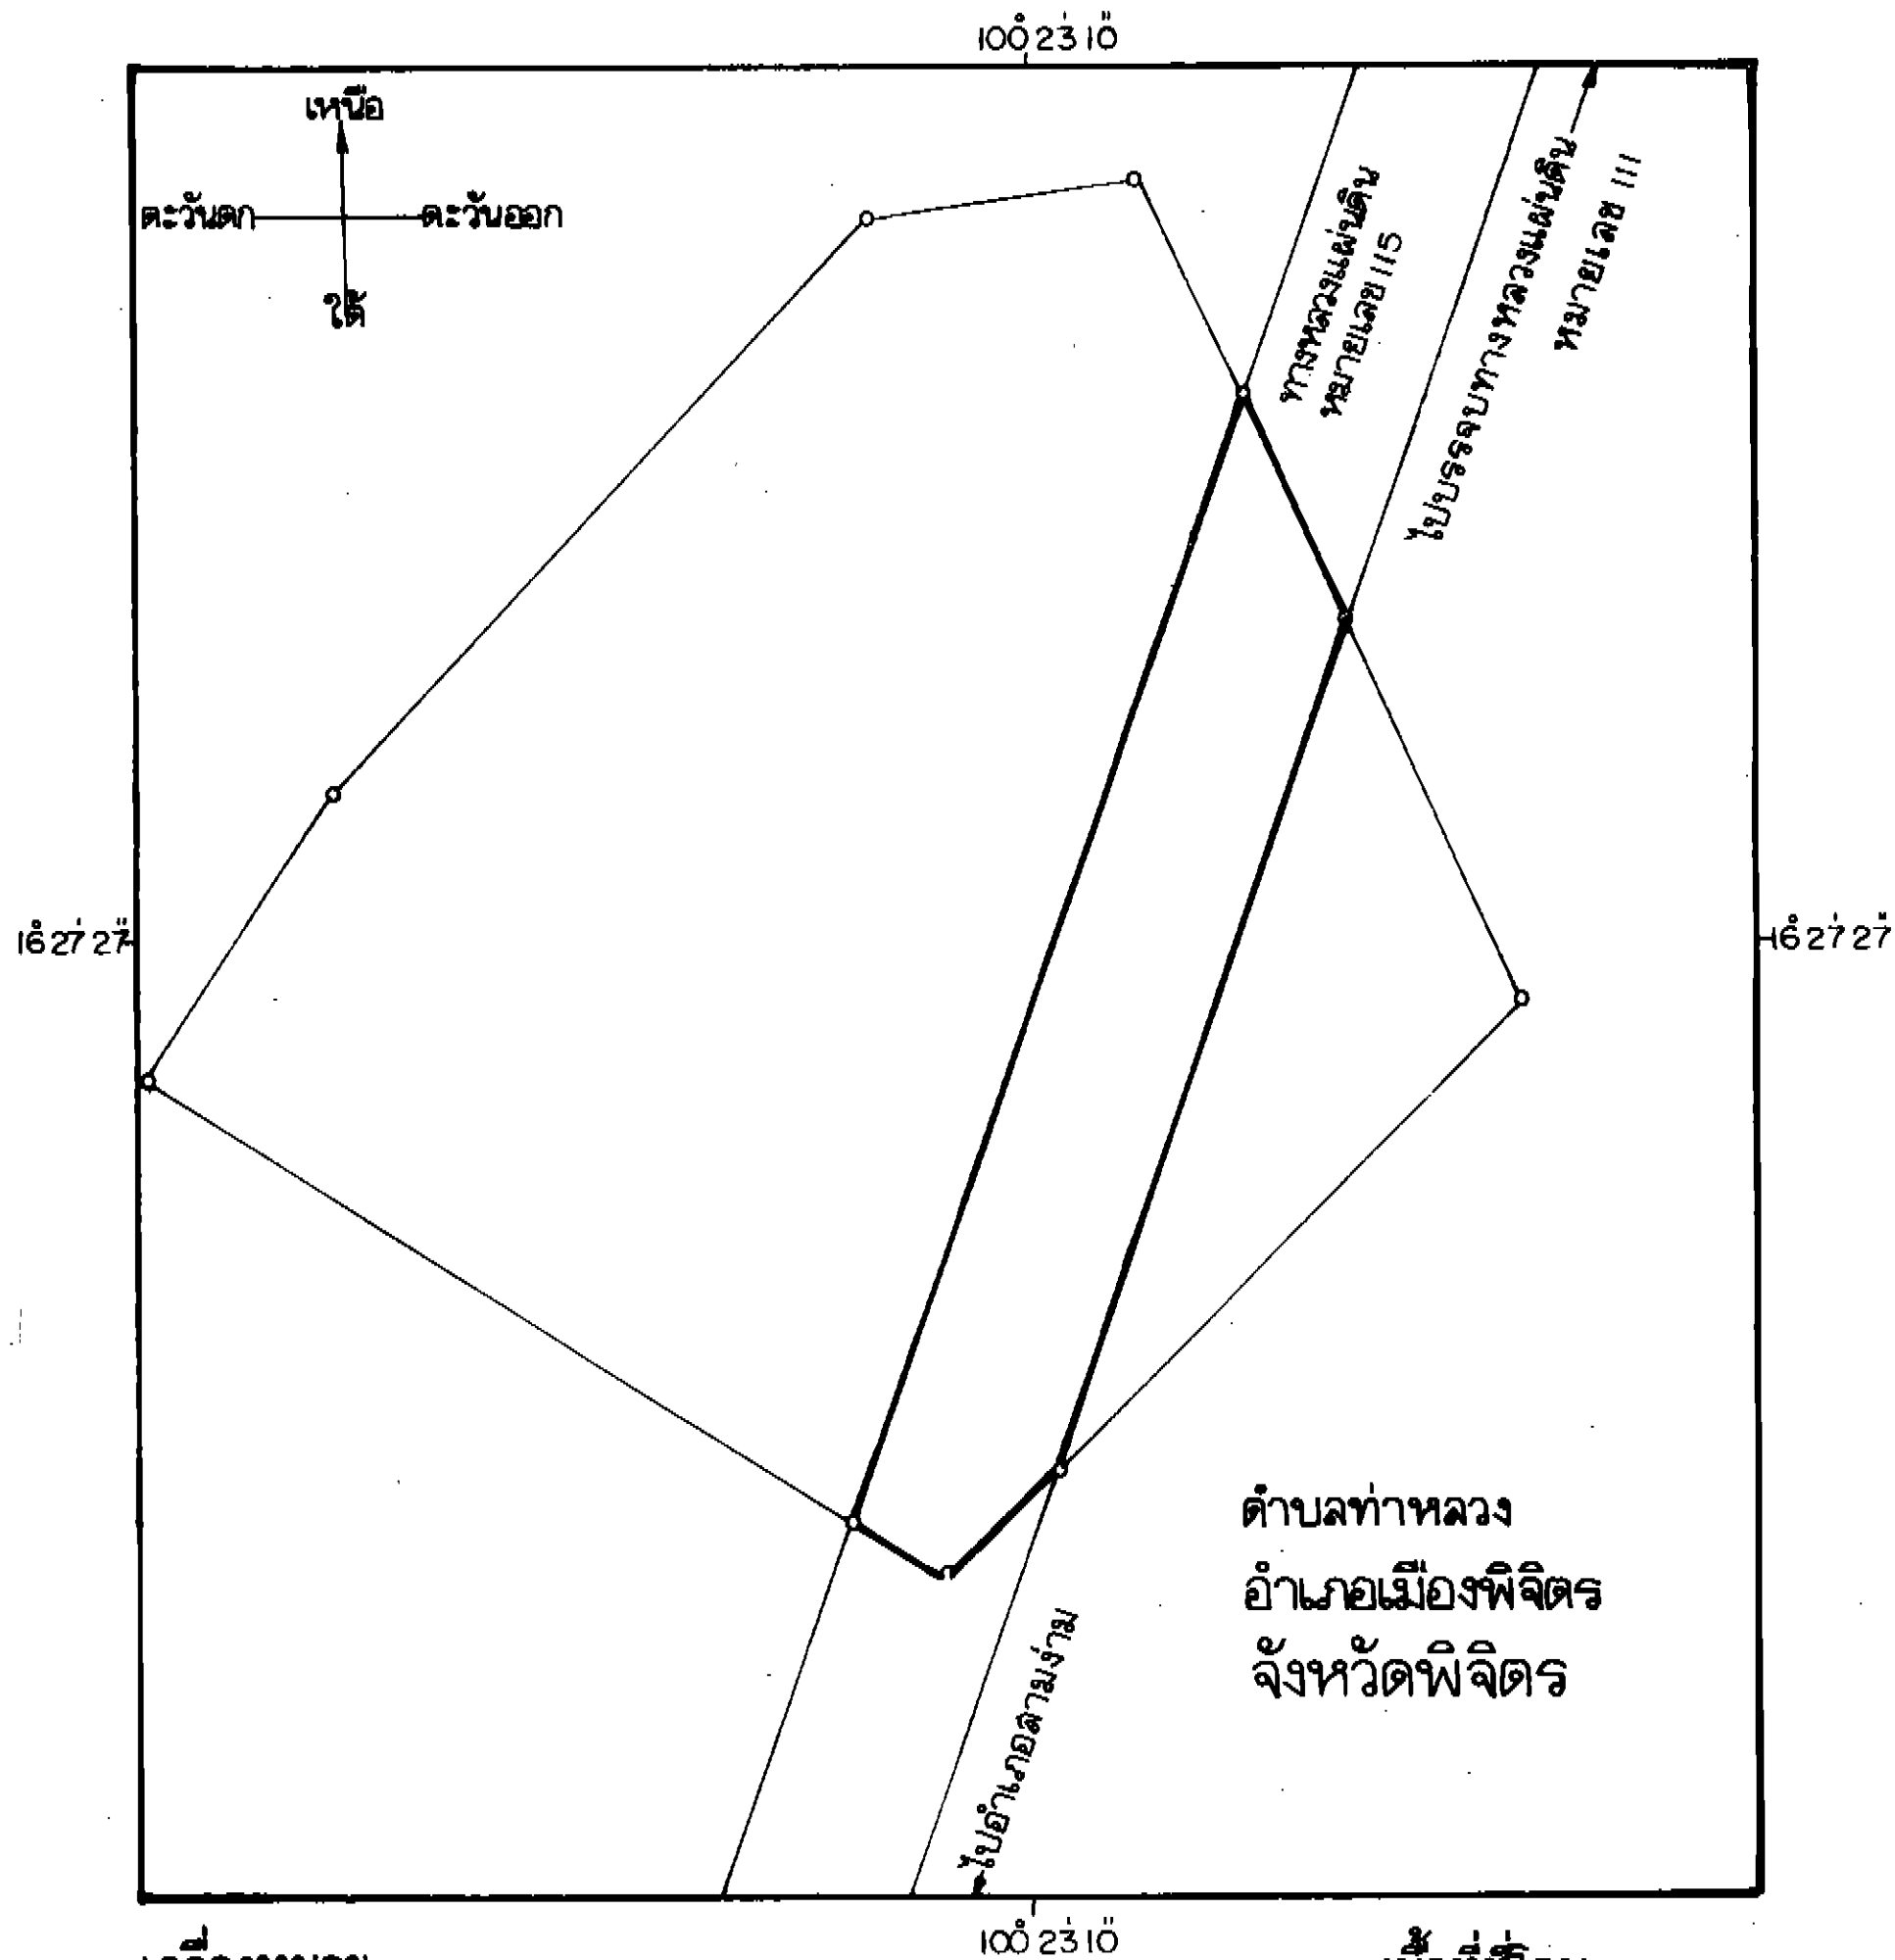 100° 23' 10"
เหนือ
ตะวันตก
ตะวันออก
ใต้
ทางหลวงแผ่นดิน
หมายเลข 115
ไปบรรจบทางหลวงแผ่นดิน
หมายเลข 111
16° 27' 27"
16° 27' 27"
ตำบลท่าหลวง
อำเภอเมืองพิจิตร
จังหวัดพิจิตร
ไปอำเภอสามง่าม
100° 23' 10"